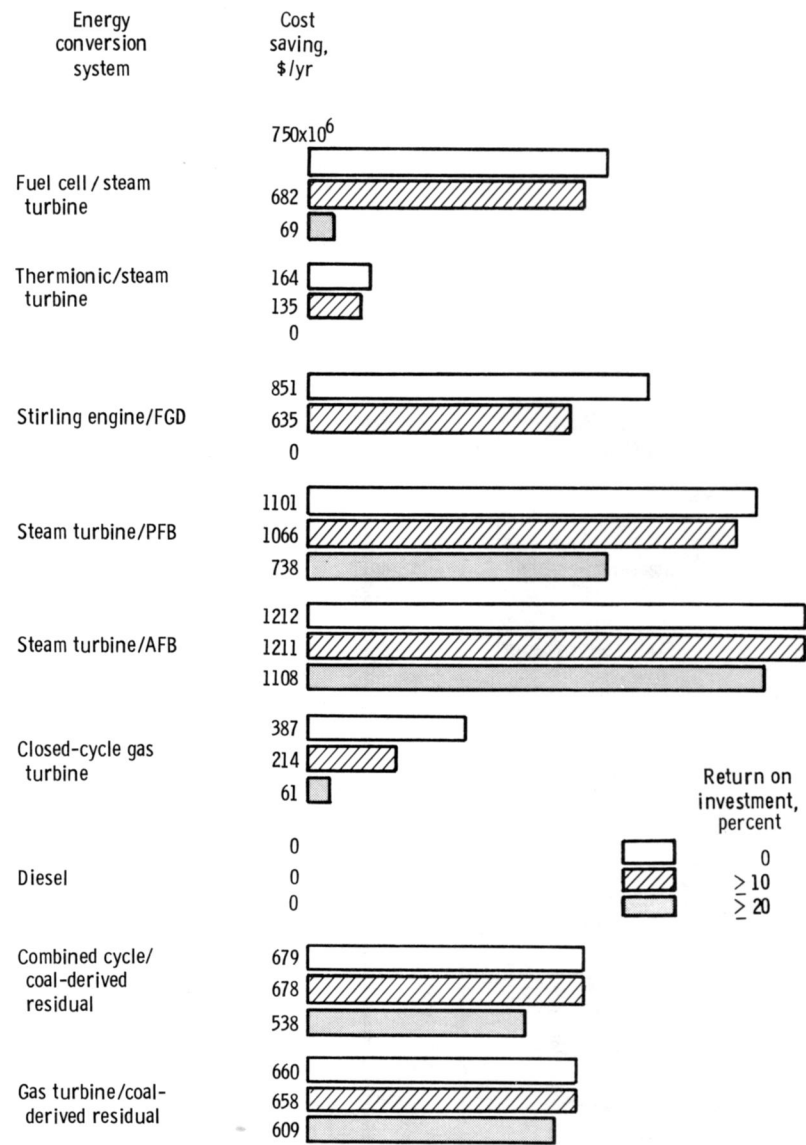 Energy
conversion
system
Cost
saving,
$/yr
750x10⁶
Fuel cell / steam
turbine
682
69
Thermionic/steam
turbine
164
135
0
Stirling engine/FGD
851
635
0
Steam turbine/PFB
1101
1066
738
Steam turbine/AFB
1212
1211
1108
Closed-cycle gas
turbine
387
214
61
Return on
investment,
percent
0
≥ 10
≥ 20
Diesel
0
0
0
Combined cycle/
coal-derived
residual
679
678
538
Gas turbine/coal-
derived residual
660
658
609